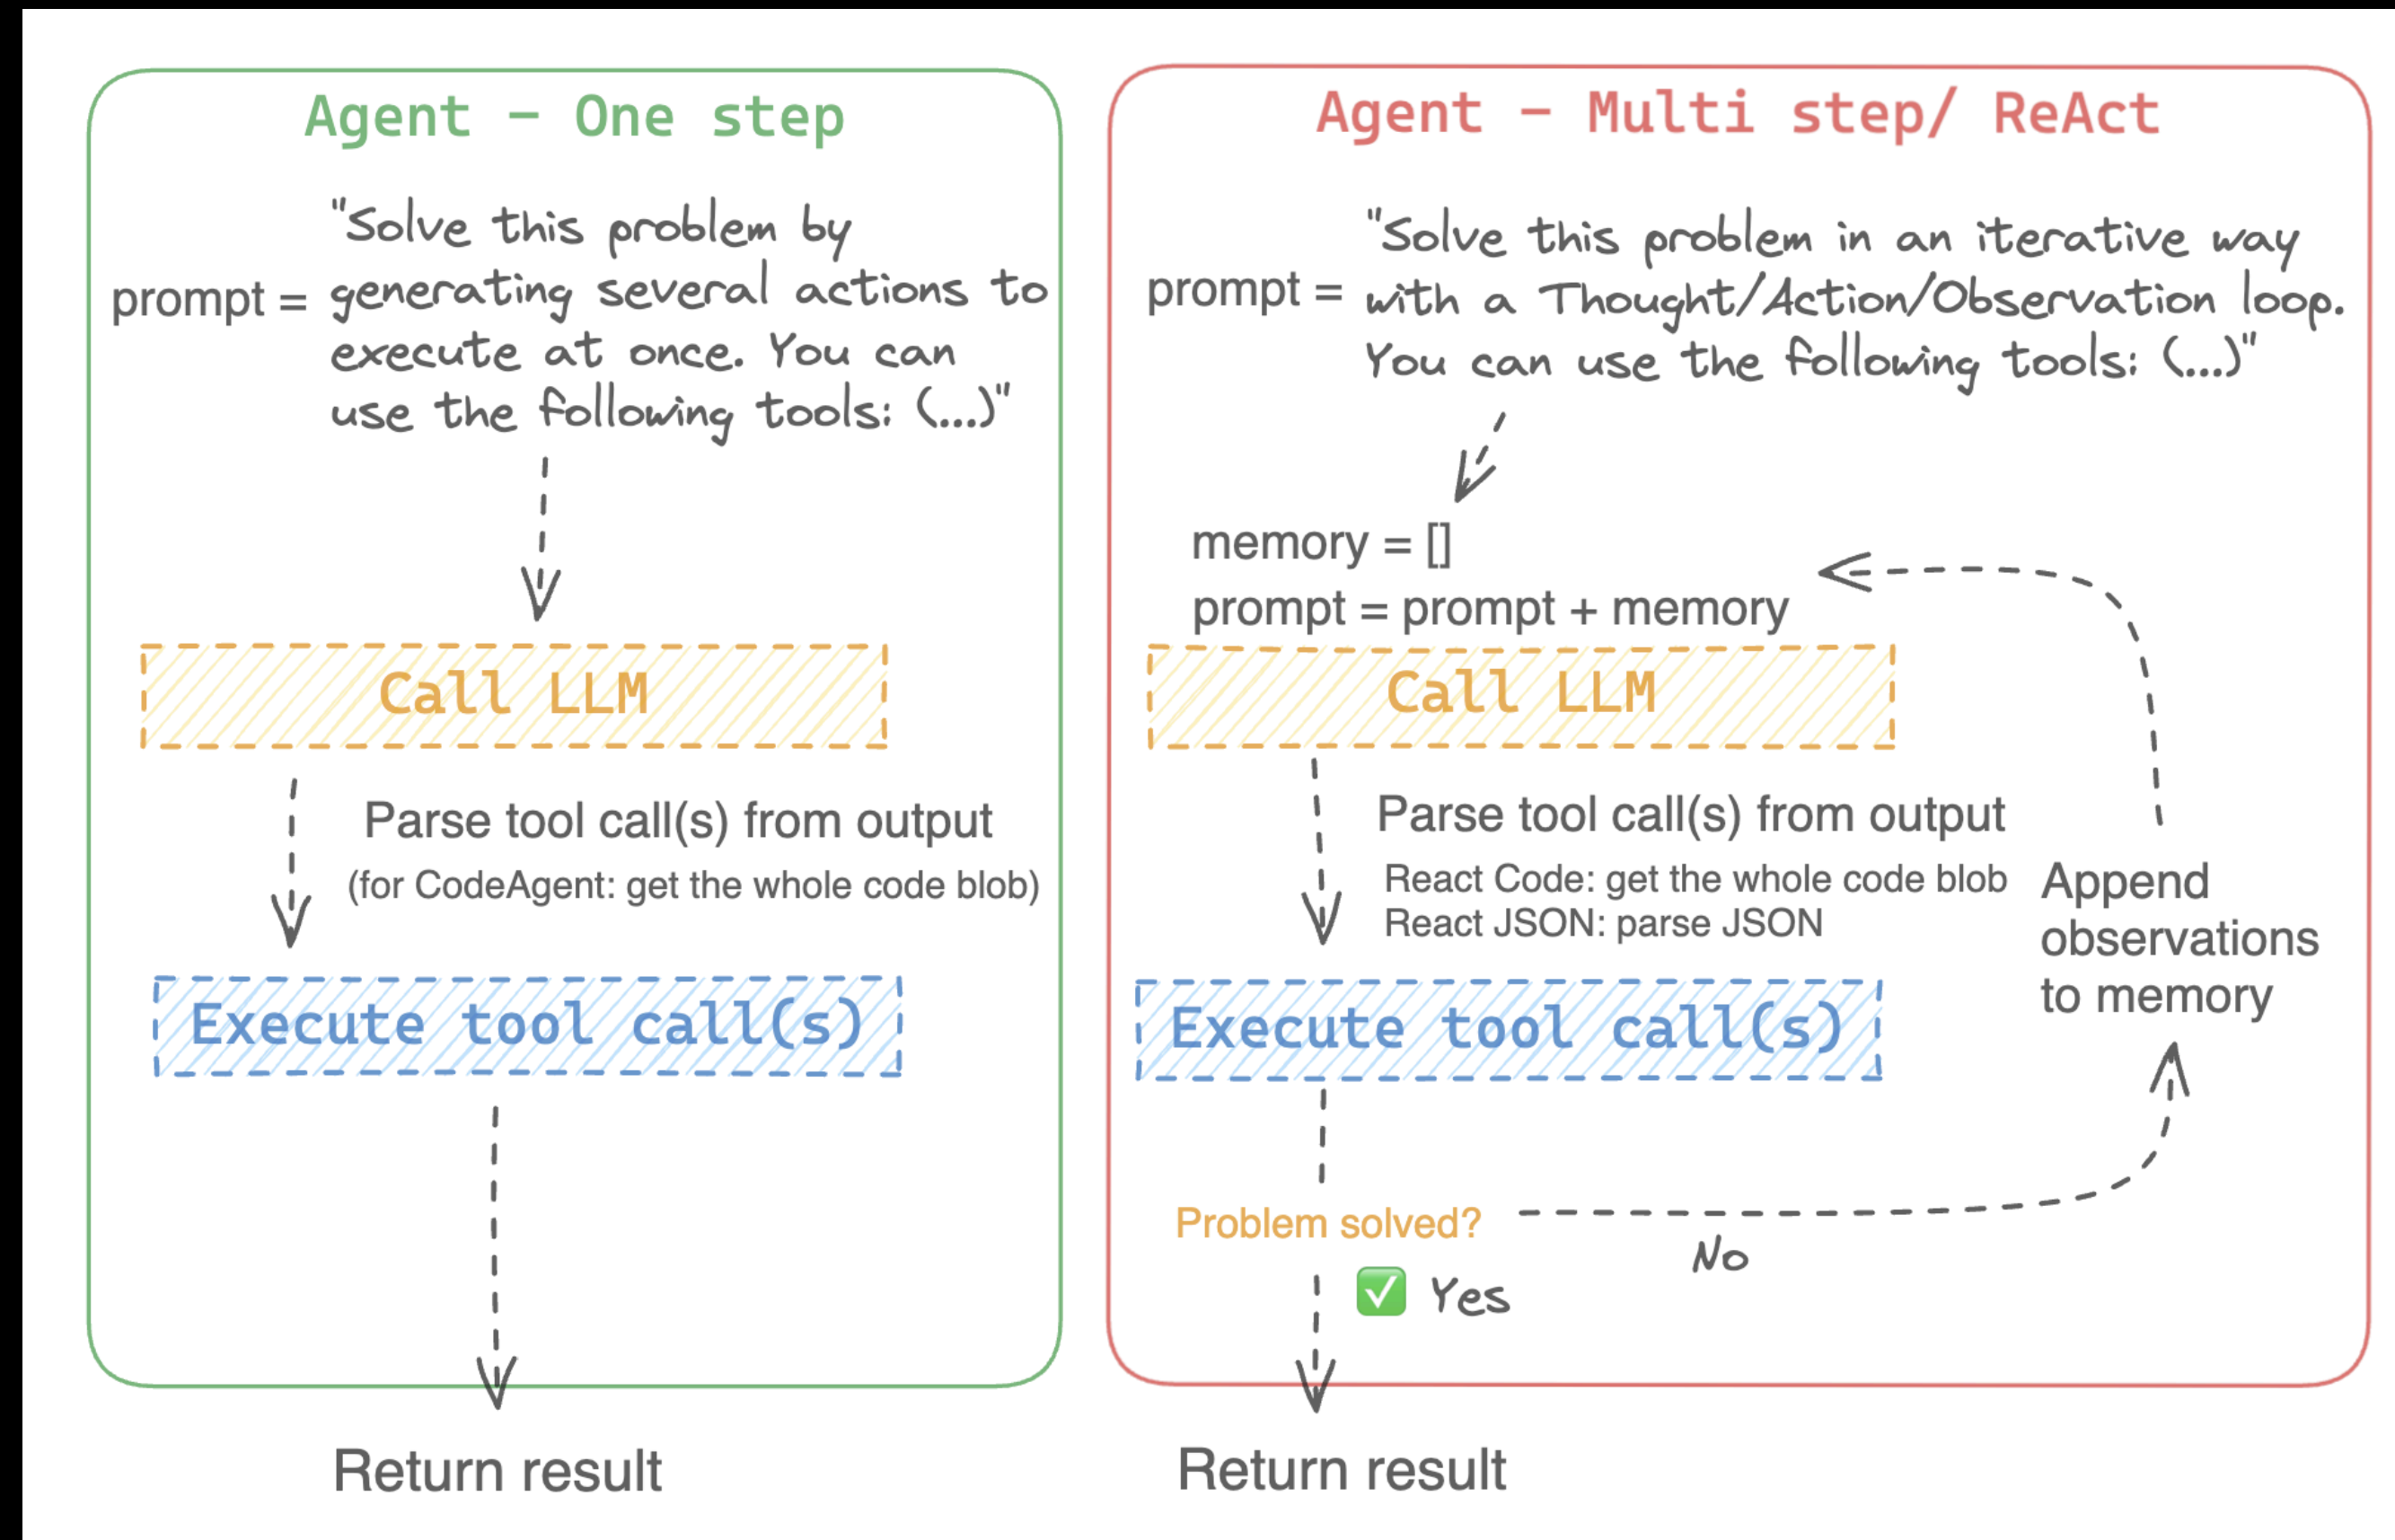 Agent - One step
"Solve this problem by
prompt = generating several actions to
execute at once. You can
use the following tools: (...)"
Call LLM
Parse tool call(s) from output
(for CodeAgent: get the whole code blob)
Execute tool call(s)
Return result
Agent - Multi step/ ReAct
"Solve this problem in an iterative way
prompt = with a Thought/Action/Observation loop.
You can use the following tools: (...)"
memory = []
prompt = prompt + memory
Call LLM
Parse tool call(s) from output
React Code: get the whole code blob
React JSON: parse JSON
Execute tool call(s)
Problem solved?
No
Append
observations
to memory
✅ Yes
Return result